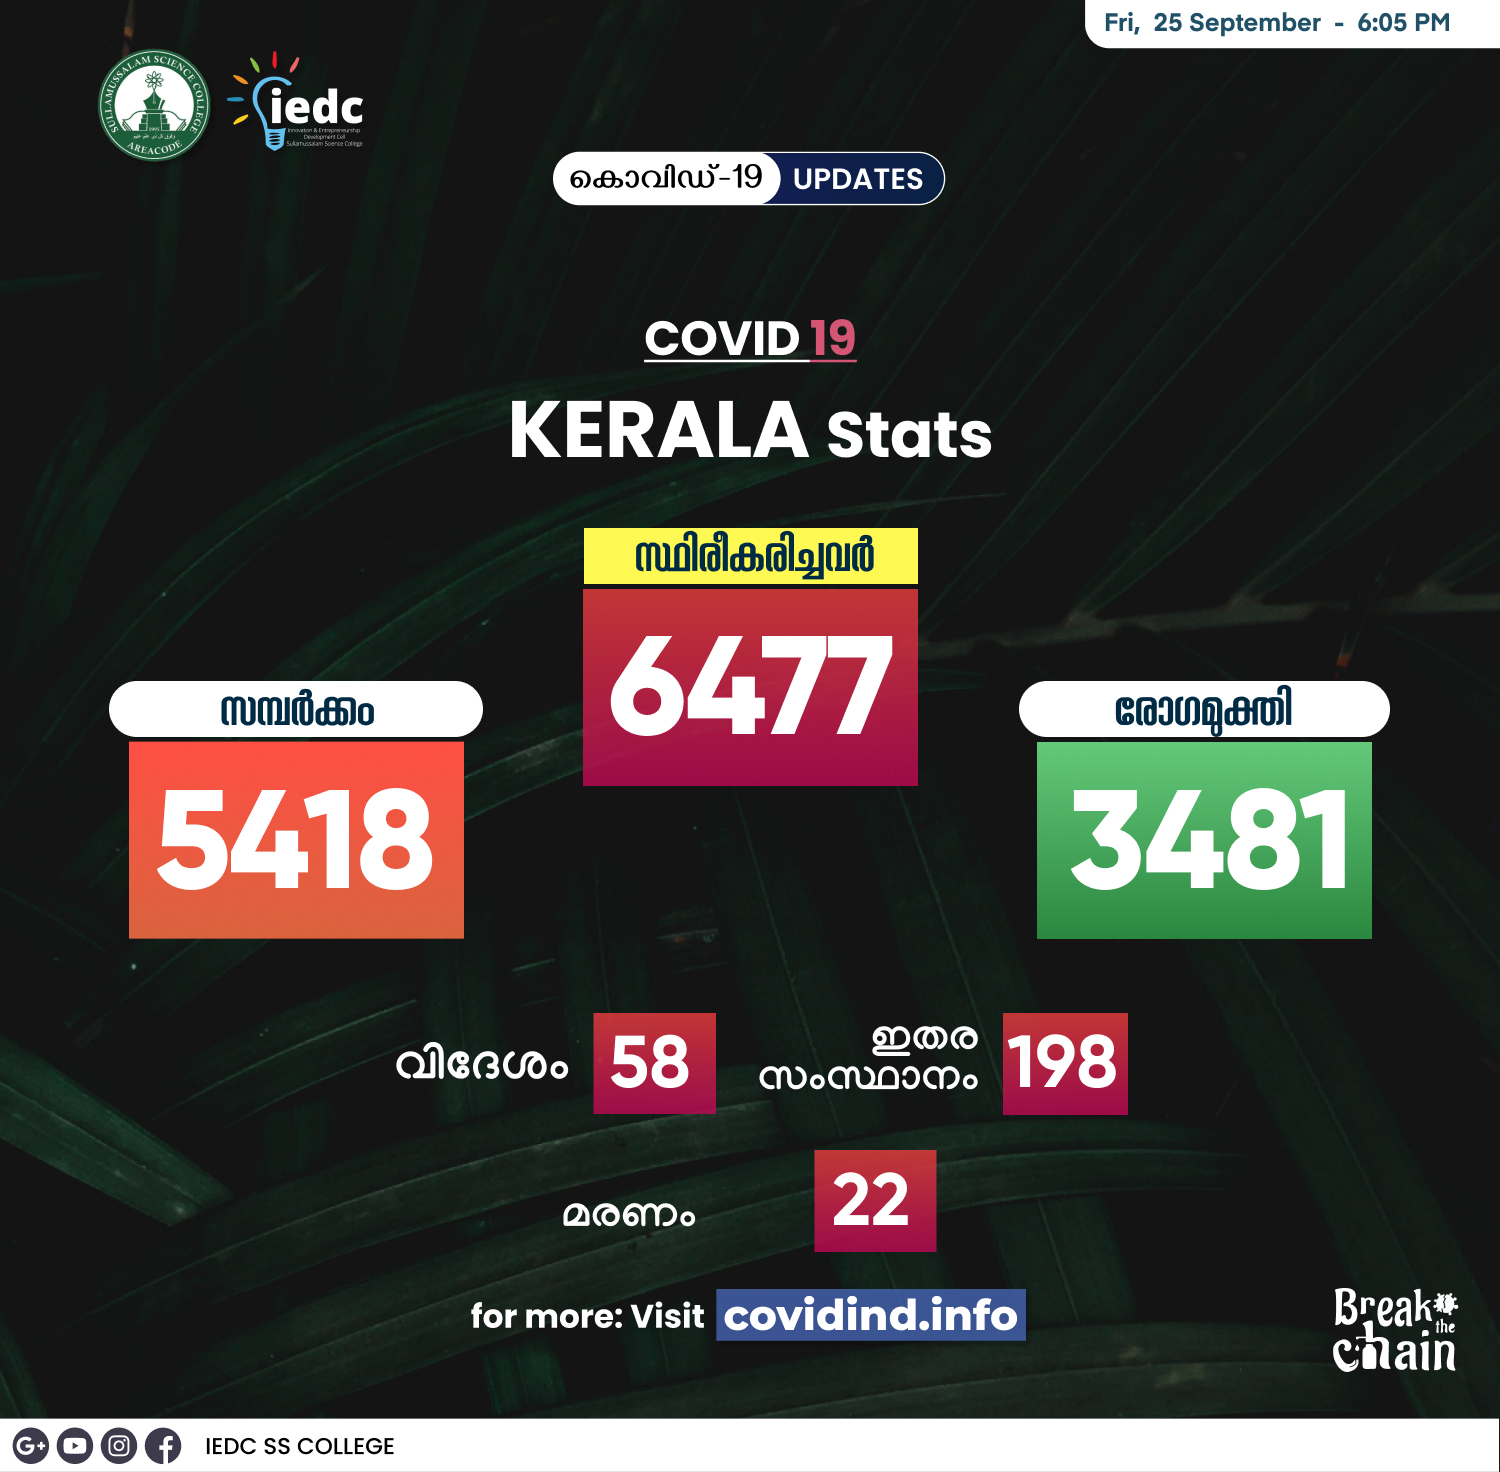 Fri, 25 September - 6:05 PM
SULLAMUSSALAM SCIENCE COLLEGE
1995
AREACODE
iedc
Innovation & Entrepreneurship
Development Cell
Sullamussalam Science College
കൊവിഡ്-19 UPDATES
COVID 19
KERALA Stats
സ്ഥിരീകരിച്ചവർ
6477
സമ്പർക്കം
5418
രോഗമുക്തി
3481
വിദേശം 58
ഇതര
സംസ്ഥാനം 198
മരണം 22
for more: Visit covidind.info
Break
the
chain
G+ IEDC SS COLLEGE